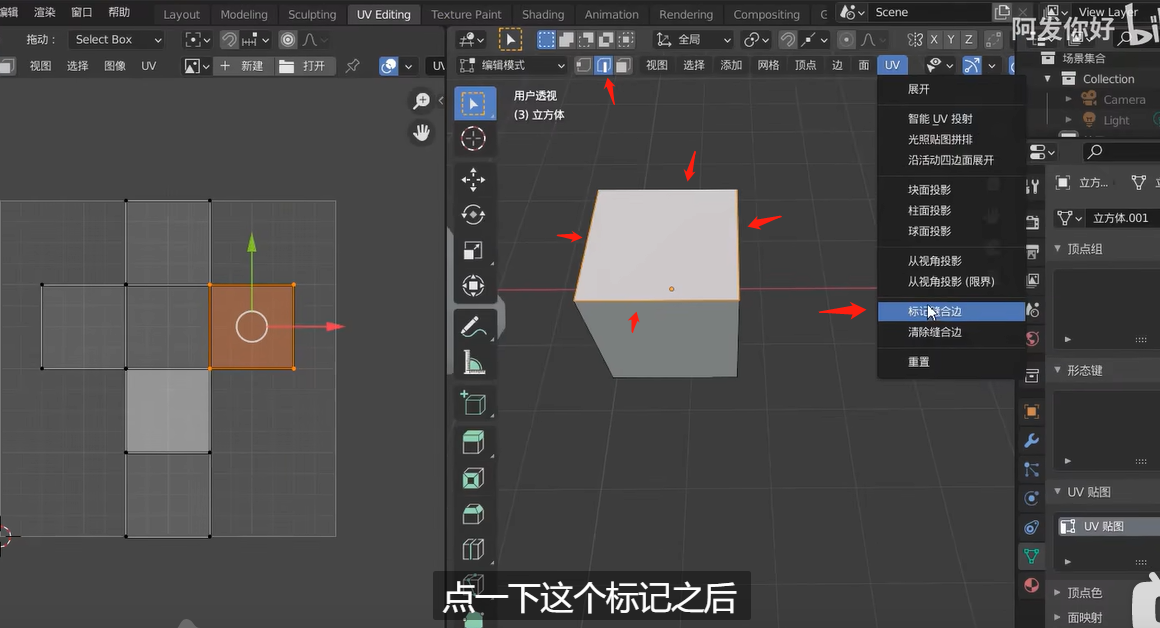 编辑 渲染 窗口 帮助 Layout Modeling Sculpting UV Editing Texture Paint Shading Animation Rendering Compositing Scene View Layer
阿发你好 bili
拖动： Select Box 全局 X Y Z
视图 选择 图像 UV 新建 打开 UV 编辑模式 视图 选择 添加 网格 顶点 边 面 UV
场景集合
Collection
Camera
Light
用户透视
(3) 立方体
展开
智能 UV 投射
光照贴图拼排
沿活动四边面展开
块面投影
柱面投影
球面投影
从视角投影
从视角投影 (限界)
标记缝合边
清除缝合边
重置
立方...
立方体.001
顶点组
形态键
UV 贴图
UV 贴图
顶点色
面映射
点一下这个标记之后